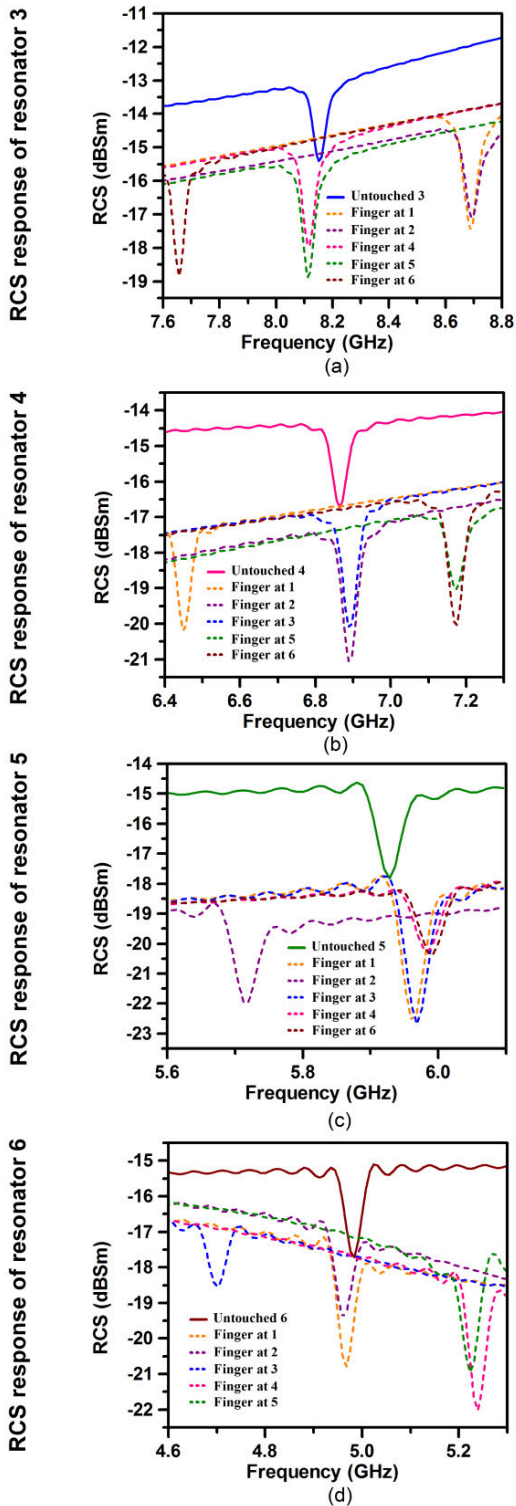 RCS response of resonator 3
RCS (dBSm)
-11
-12
-13
-14
-15
-16
-17
-18
-19
Untouched 3
Finger at 1
Finger at 2
Finger at 4
Finger at 5
Finger at 6
7.6 7.8 8.0 8.2 8.4 8.6 8.8
Frequency (GHz)
(a)
RCS response of resonator 4
RCS (dBSm)
-14
-15
-16
-17
-18
-19
-20
-21
Untouched 4
Finger at 1
Finger at 2
Finger at 3
Finger at 5
Finger at 6
6.4 6.6 6.8 7.0 7.2
Frequency (GHz)
(b)
RCS response of resonator 5
RCS (dBSm)
-14
-15
-16
-17
-18
-19
-20
-21
-22
-23
Untouched 5
Finger at 1
Finger at 2
Finger at 3
Finger at 4
Finger at 6
5.6 5.8 6.0
Frequency (GHz)
(c)
RCS response of resonator 6
RCS (dBSm)
-15
-16
-17
-18
-19
-20
-21
-22
Untouched 6
Finger at 1
Finger at 2
Finger at 3
Finger at 4
Finger at 5
4.6 4.8 5.0 5.2
Frequency (GHz)
(d)